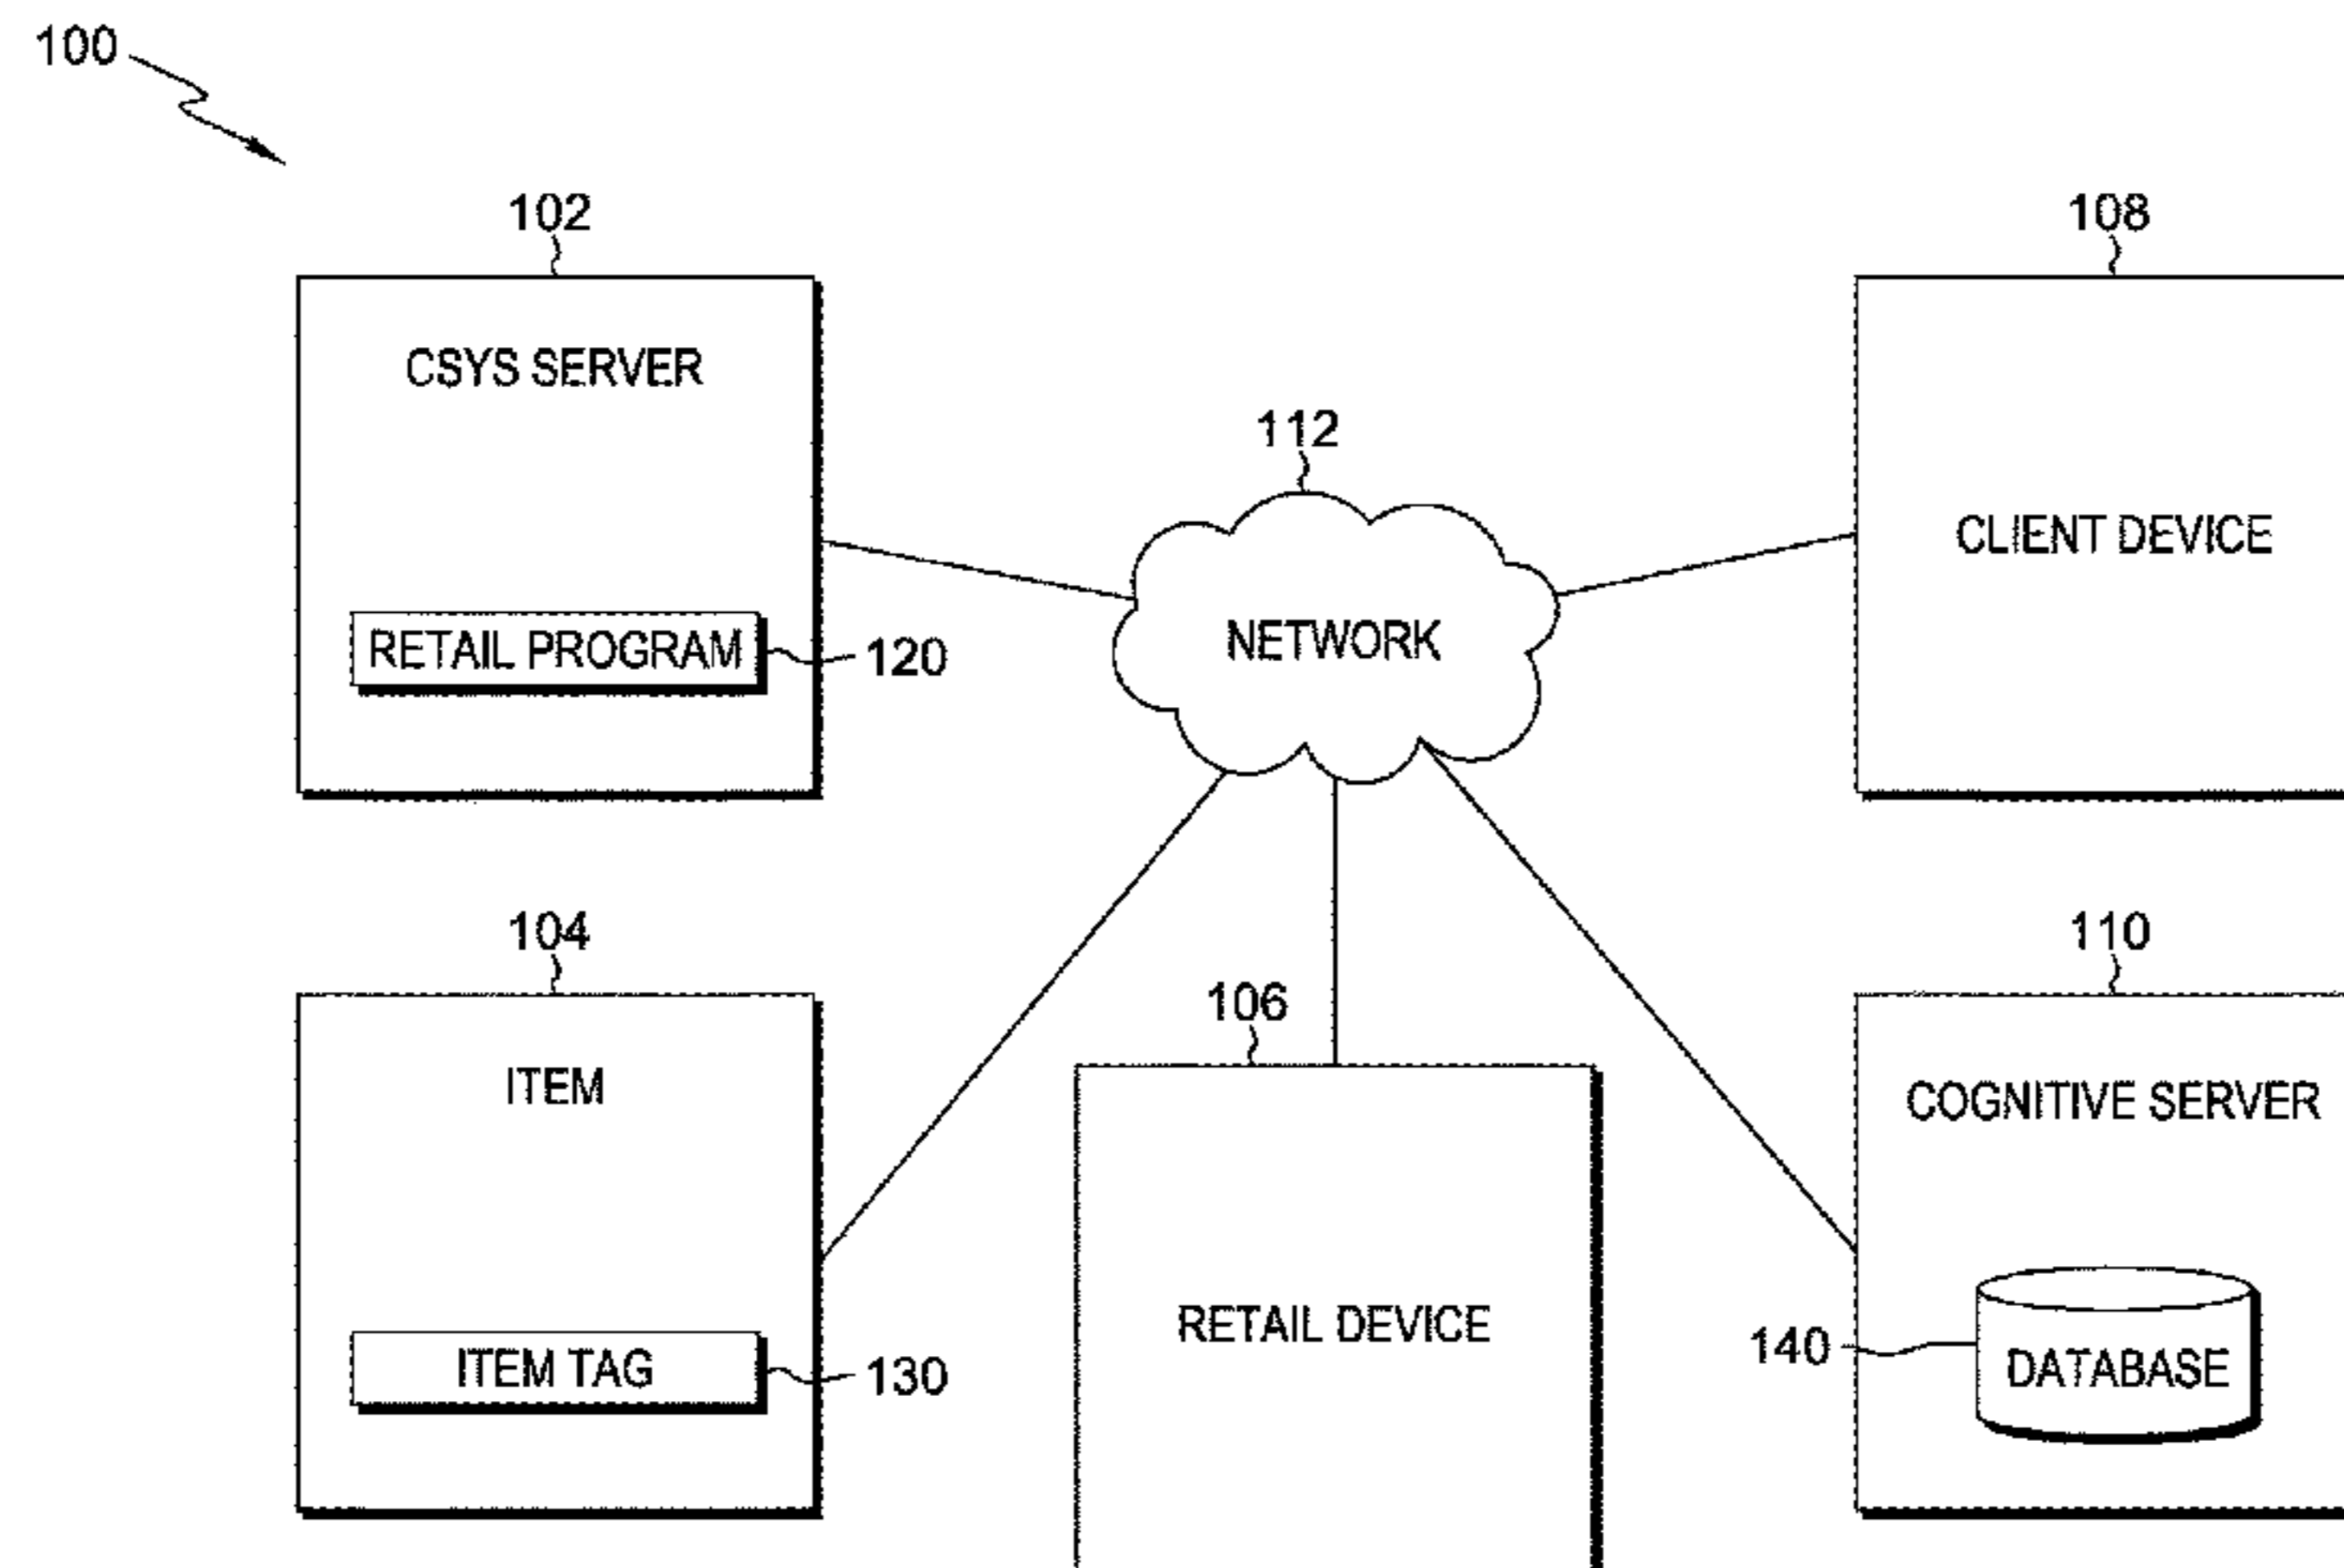 100
102
108
CSYS SERVER
112
CLIENT DEVICE
NETWORK
RETAIL PROGRAM
120
104
110
106
ITEM
COGNITIVE SERVER
RETAIL DEVICE
140
ITEM TAG
130
DATABASE